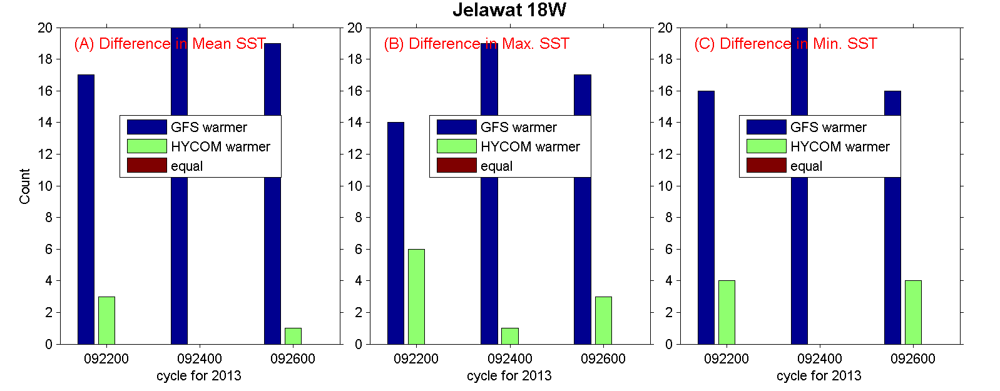 Jelawat 18W
(A) Difference in Mean SST
20
18
16
14
12
10
8
6
4
2
0
Count
GFS warmer
HYCOM warmer
equal
092200 092400 092600
cycle for 2013
(B) Difference in Max. SST
20
18
16
14
12
10
8
6
4
2
0
GFS warmer
HYCOM warmer
equal
092200 092400 092600
cycle for 2013
(C) Difference in Min. SST
20
18
16
14
12
10
8
6
4
2
0
GFS warmer
HYCOM warmer
equal
092200 092400 092600
cycle for 2013